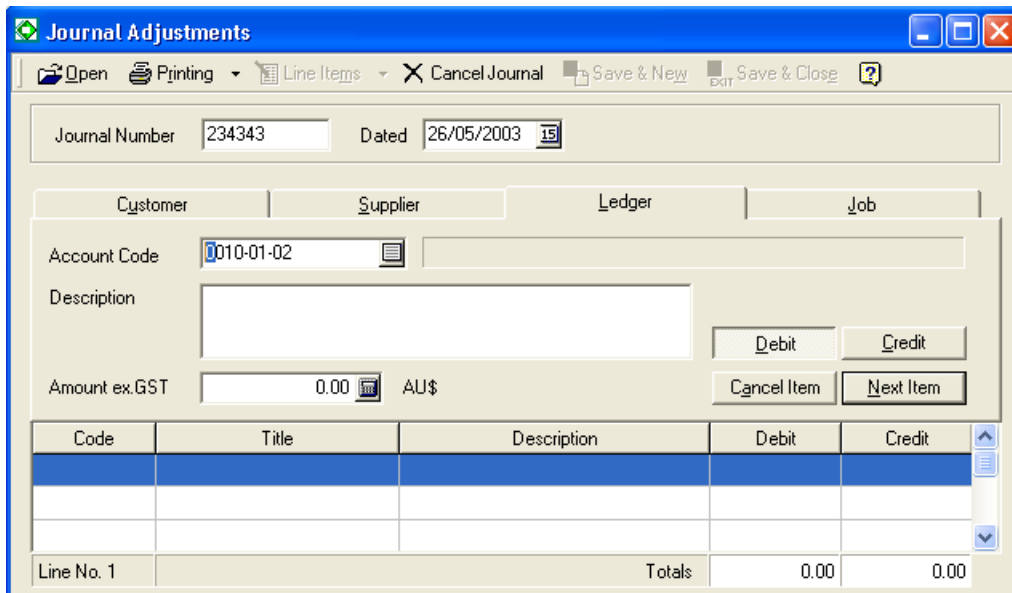 Journal Adjustments
Open Printing Line Items Cancel Journal Save & New EXIT Save & Close ?
Journal Number 234343 Dated 26/05/2003 15
Customer Supplier Ledger Job
Account Code 0010-01-02
Description
Debit Credit
Amount ex.GST 0.00 AU$ Cancel Item Next Item
Code Title Description Debit Credit
Line No. 1 Totals 0.00 0.00